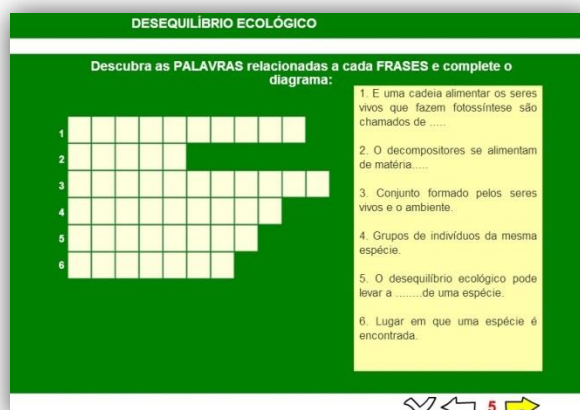 DESEQUILÍBRIO ECOLÓGICO
Descubra as PALAVRAS relacionadas a cada FRASES e complete o
diagrama:
1. E uma cadeia alimentar os seres
vivos que fazem fotossíntese são
chamados de .....
2. O decompositores se alimentam
de matéria.....
3. Conjunto formado pelos seres
vivos e o ambiente.
4. Grupos de indivíduos da mesma
espécie.
5. O desequilíbrio ecológico pode
levar a ........de uma espécie.
6. Lugar em que uma espécie é
encontrada.
1
2
3
4
5
6
5